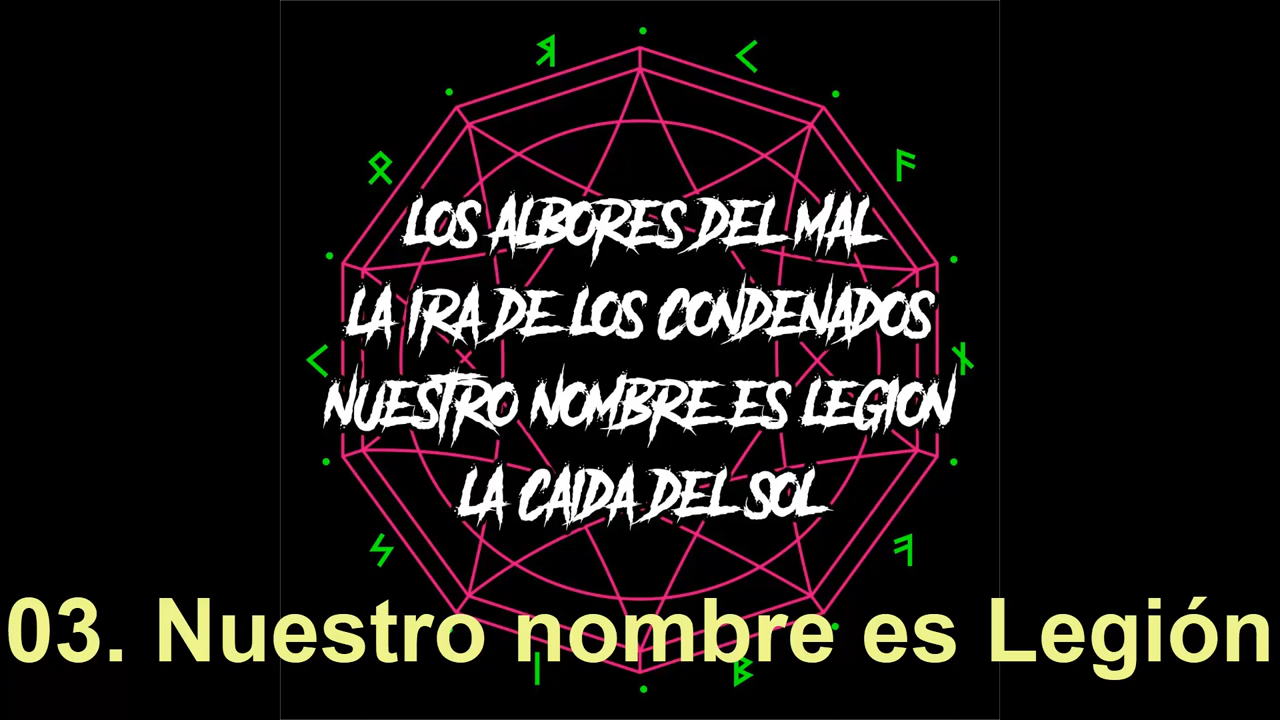 LOS ALBORES DEL MAL
LA IRA DE LOS CONDENADOS
NUESTRO NOMBRE ES LEGION
LA CAIDA DEL SOL
03. Nuestro nombre es Legión